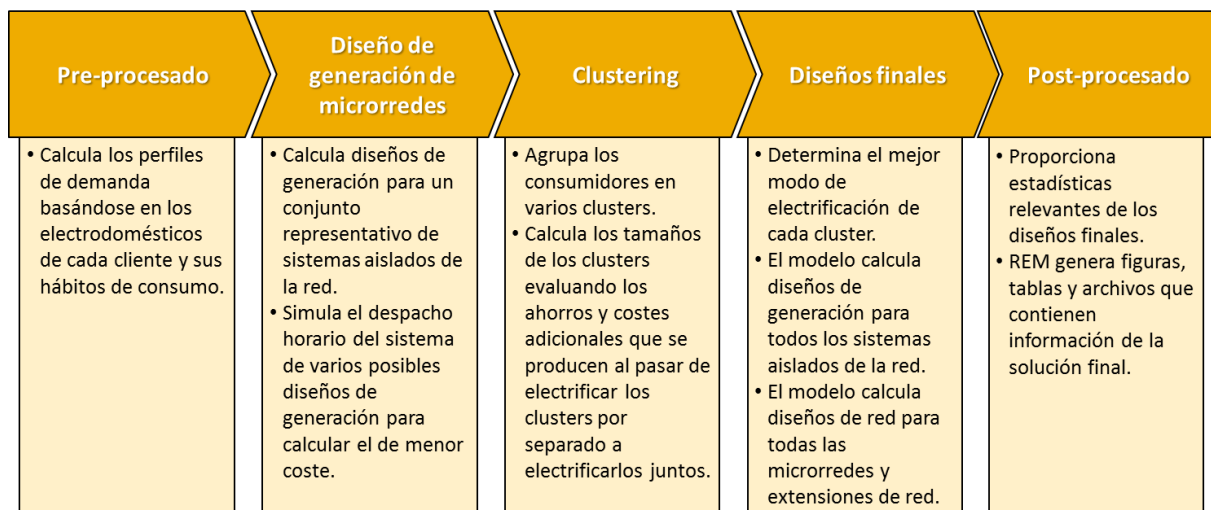 Pre-procesado
• Calcula los perfiles
de demanda
basándose en los
electrodomésticos
de cada cliente y sus
hábitos de consumo.
Diseño de
generación de
microrredes
• Calcula diseños de
generación para un
conjunto
representativo de
sistemas aislados de
la red.
• Simula el despacho
horario del sistema
de varios posibles
diseños de
generación para
calcular el de menor
coste.
Clustering
• Agrupa los
consumidores en
varios clusters.
• Calcula los tamaños
de los clusters
evaluando los
ahorros y costes
adicionales que se
producen al pasar de
electrificar los
clusters por
separado a
electrificarlos juntos.
Diseños finales
• Determina el mejor
modo de
electrificación de
cada cluster.
• El modelo calcula
diseños de
generación para
todos los sistemas
aislados de la red.
• El modelo calcula
diseños de red para
todas las
microrredes y
extensiones de red.
Post-procesado
• Proporciona
estadísticas
relevantes de los
diseños finales.
• REM genera figuras,
tablas y archivos que
contienen
información de la
solución final.